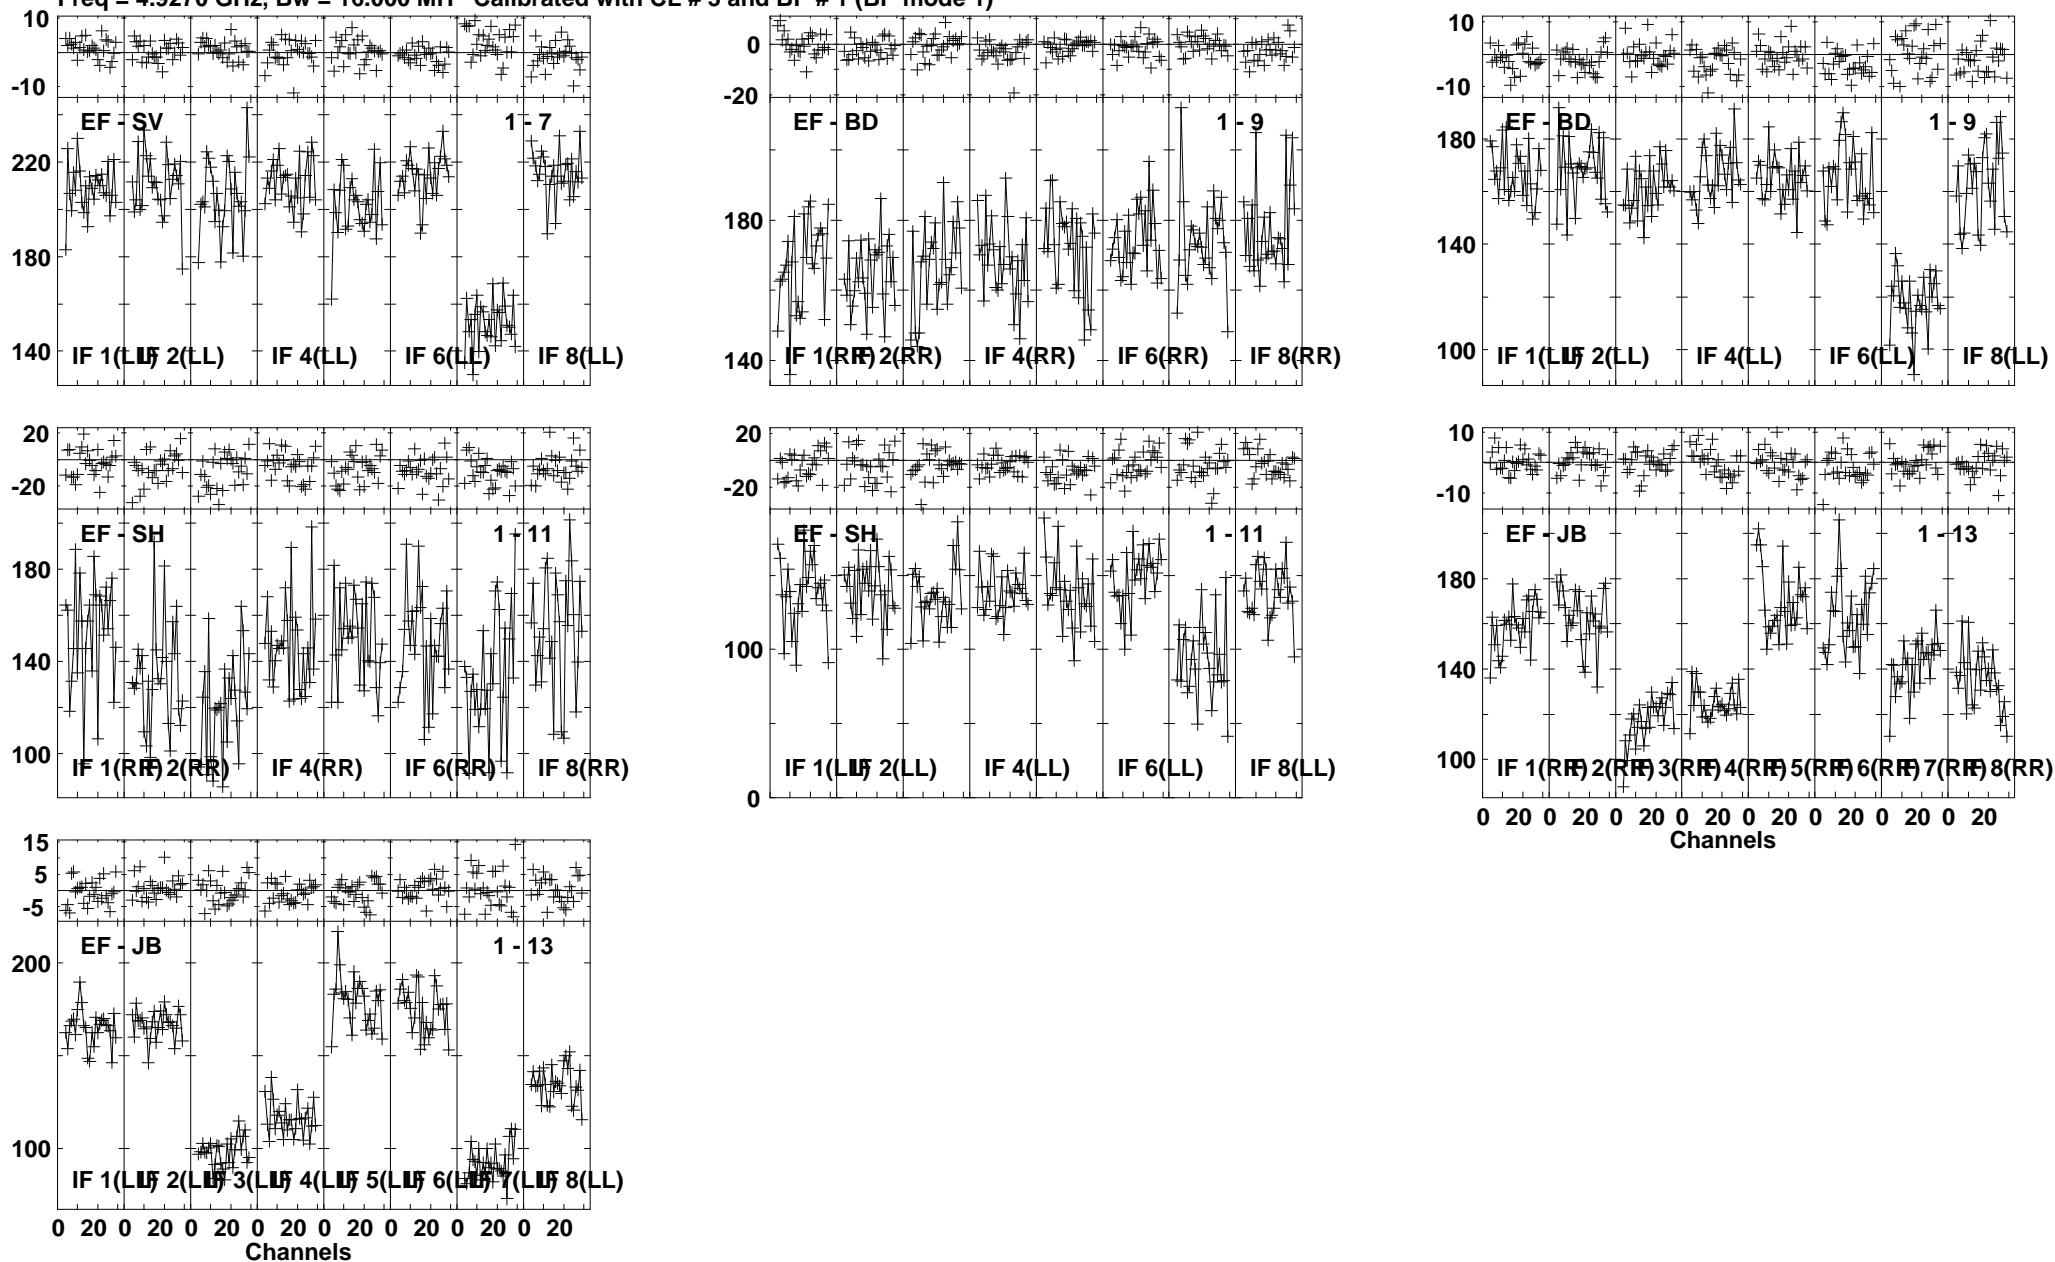 Freq = 4.9270 GHz, Bw = 16.000 MH Calibrated with CL # 3 and BP # 1 (BP mode 1)
10
-10
EF - SV 1 - 7
220
180
140
IF 1(LL) IF 2(LL) IF 4(LL) IF 6(LL) IF 8(LL)
0
-20
EF - BD 1 - 9
180
140
IF 1(RR) IF 2(RR) IF 4(RR) IF 6(RR) IF 8(RR)
10
-10
EF - BD 1 - 9
180
140
100
IF 1(LL) IF 2(LL) IF 4(LL) IF 6(LL) IF 8(LL)
20
-20
EF - SH 1 - 11
180
140
100
IF 1(RR) IF 2(RR) IF 4(RR) IF 6(RR) IF 8(RR)
20
-20
EF - SH 1 - 11
100
0
IF 1(LL) IF 2(LL) IF 4(LL) IF 6(LL) IF 8(LL)
10
-10
EF - JB 1 - 13
180
140
100
IF 1(RR) IF 2(RR) IF 3(RR) IF 4(RR) IF 5(RR) IF 6(RR) IF 7(RR) IF 8(RR)
0 20 0 20 0 20 0 20 0 20 0 20 0 20 0 20
Channels
15
5
-5
EF - JB 1 - 13
200
100
IF 1(LL) IF 2(LL) IF 3(LL) IF 4(LL) IF 5(LL) IF 6(LL) IF 7(LL) IF 8(LL)
0 20 0 20 0 20 0 20 0 20 0 20 0 20 0 20
Channels